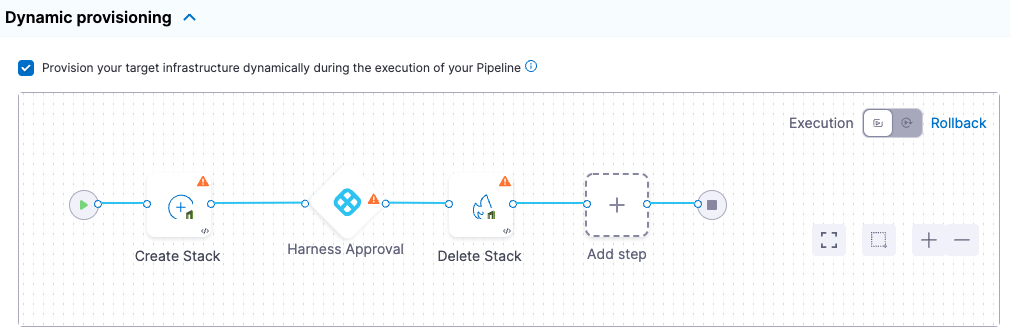 Dynamic provisioning
Provision your target infrastructure dynamically during the execution of your Pipeline
Execution
Rollback
Create Stack
Harness Approval
Delete Stack
Add step